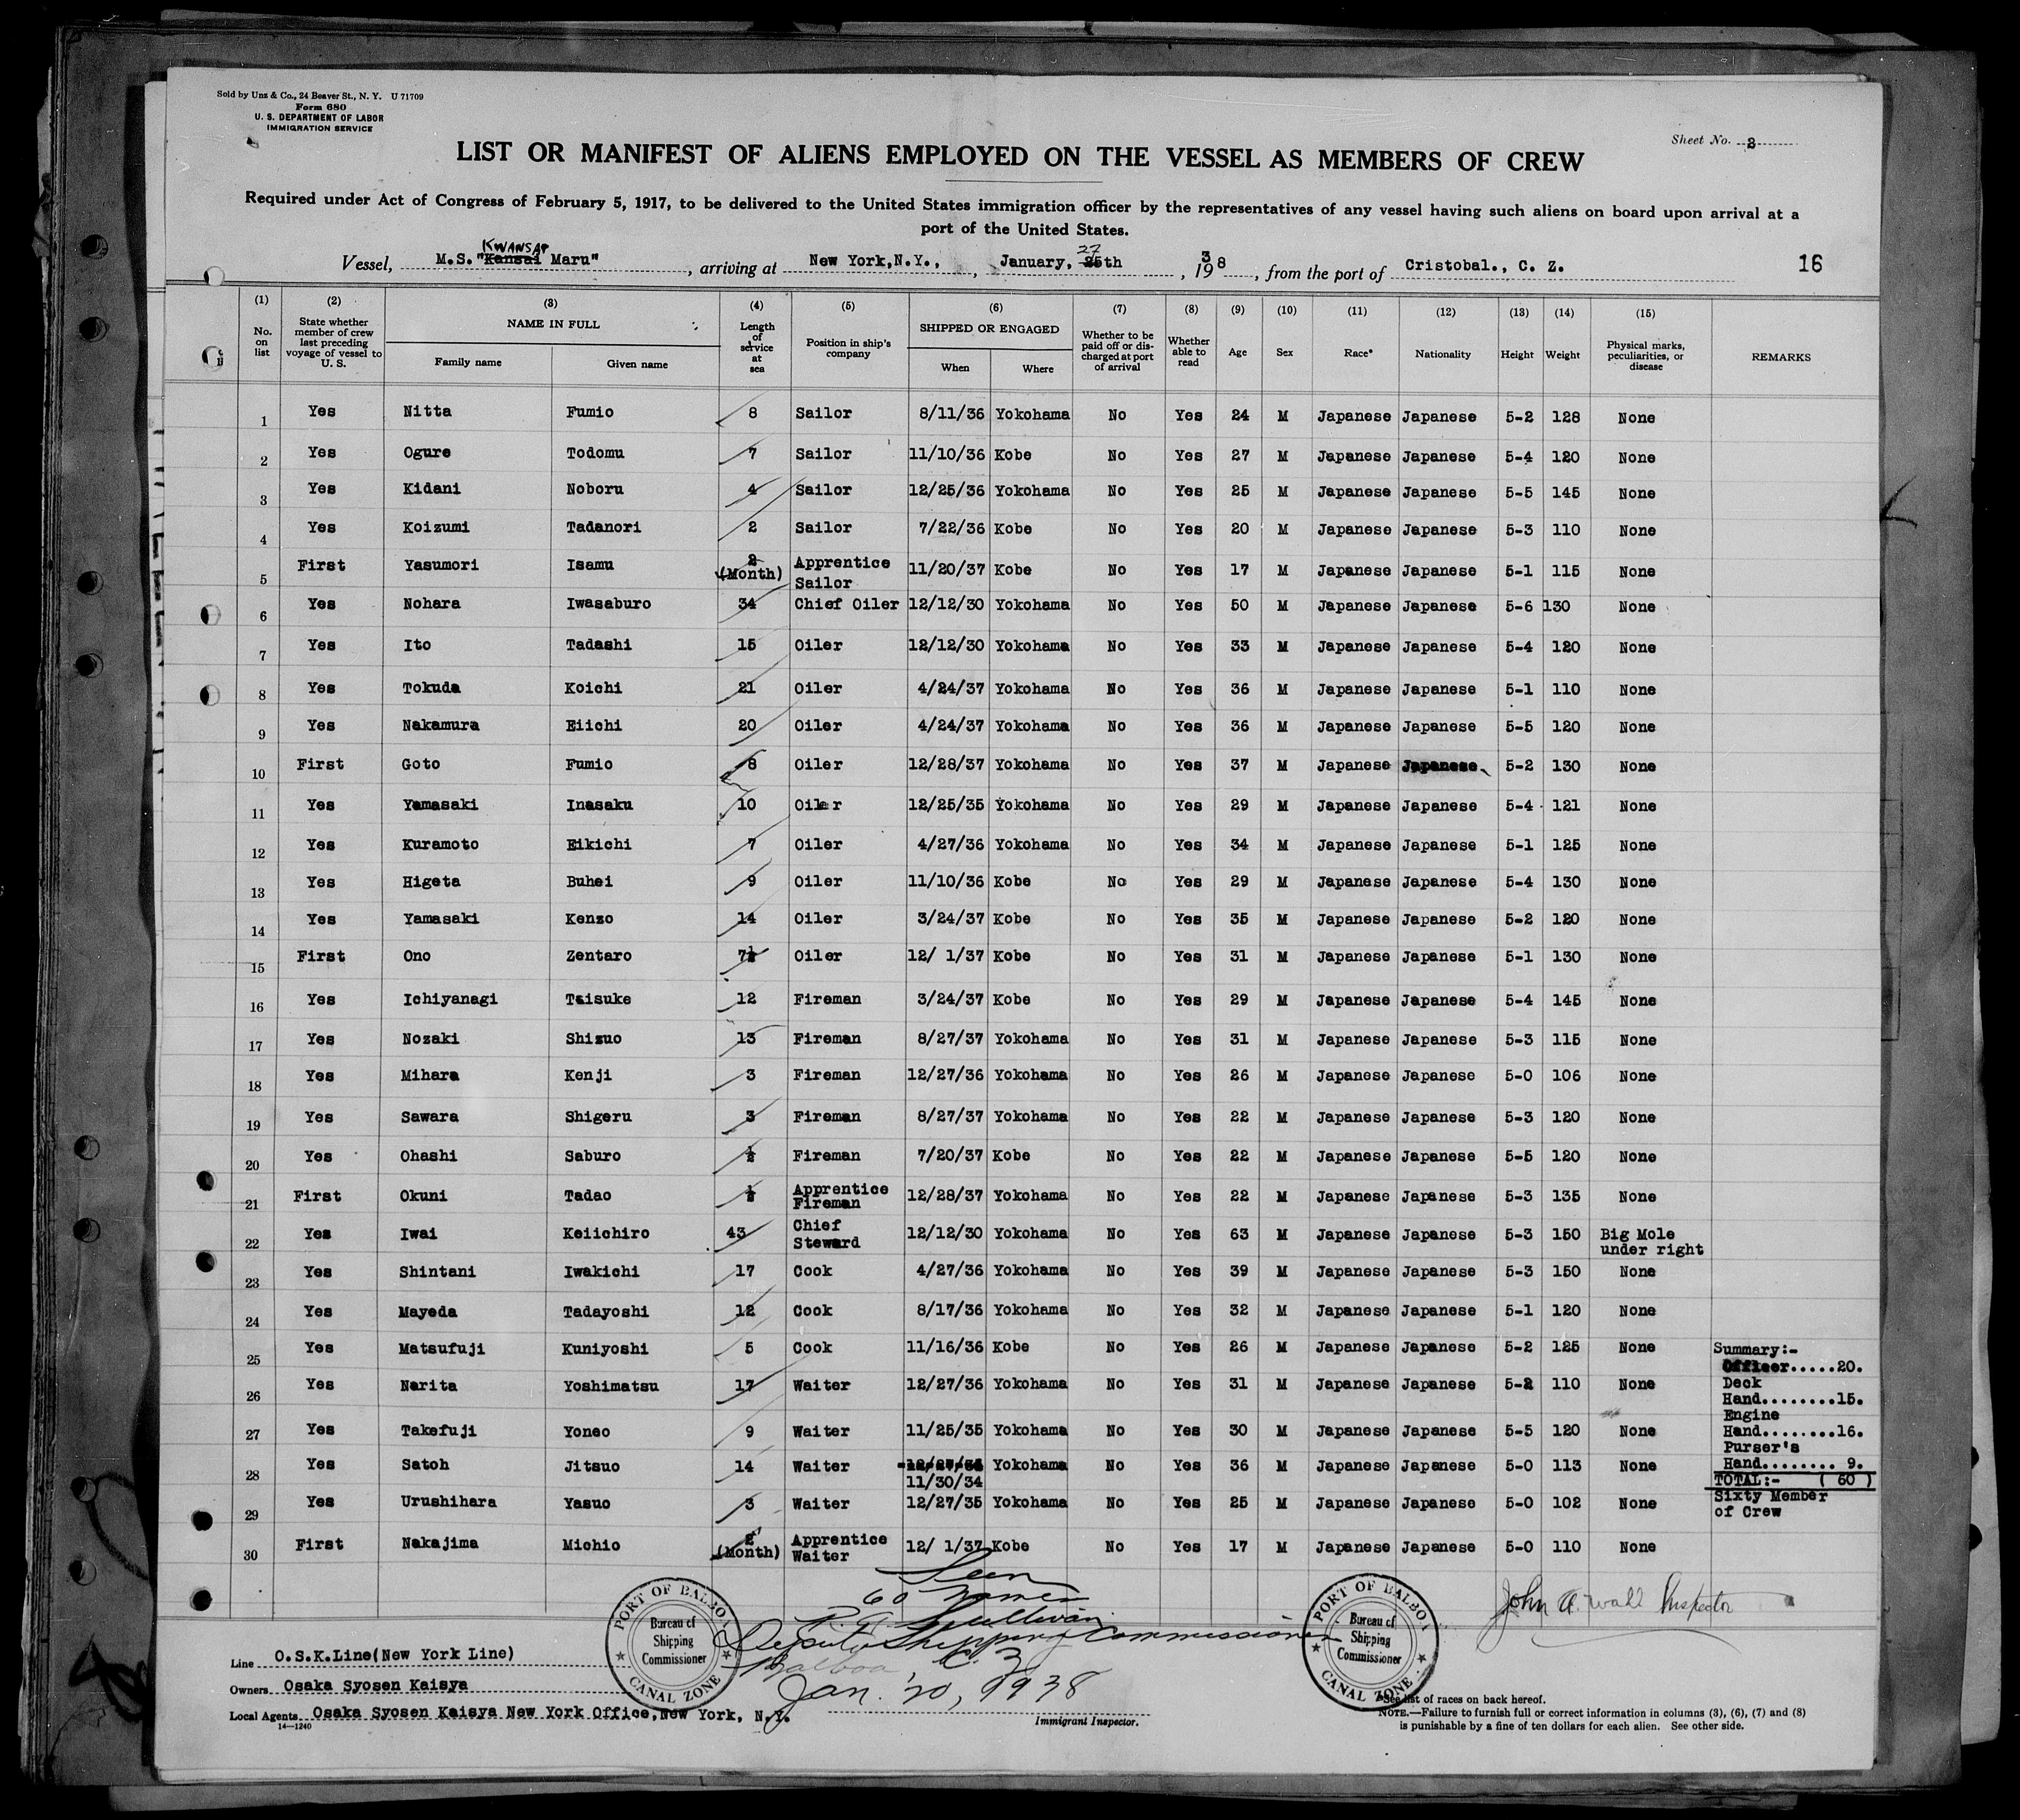 Sold by Unz & Co., 24 Beaver St., N. Y. U 71709
Form 680
U. S. DEPARTMENT OF LABOR
IMMIGRATION SERVICE
Sheet No. 2
LIST OR MANIFEST OF ALIENS EMPLOYED ON THE VESSEL AS MEMBERS OF CREW
Required under Act of Congress of February 5, 1917, to be delivered to the United States immigration officer by the representatives of any vessel having such aliens on board upon arrival at a
port of the United States.
KWANSAI 27
Vessel, M.S."Kansai Maru", arriving at New York,N.Y., January, 25th, 1938, from the port of Cristobal., C. Z. 16
(1) (2) (3) (4) (5) (6) (7) (8) (9) (10) (11) (12) (13) (14) (15)
No. on list | State whether member of crew last preceding voyage of vessel to U. S. | NAME IN FULL | Family name | Given name | Length of service at sea | Position in ship's company | SHIPPED OR ENGAGED | When | Where | Whether to be paid off or discharged at port of arrival | Whether able to read | Age | Sex | Race* | Nationality | Height | Weight | Physical marks, peculiarities, or disease | REMARKS
1 Yes Nitta Fumio 8 Sailor 8/11/36 Yokohama No Yes 24 M Japanese Japanese 5-2 128 None
2 Yes Ogure Todomu 7 Sailor 11/10/36 Kobe No Yes 27 M Japanese Japanese 5-4 120 None
3 Yes Kidani Noboru 4 Sailor 12/25/36 Yokohama No Yes 25 M Japanese Japanese 5-5 145 None
4 Yes Koizumi Tadanori 2 Sailor 7/22/36 Kobe No Yes 20 M Japanese Japanese 5-3 110 None
5 First Yasumori Isamu 2 (Month) Apprentice Sailor 11/20/37 Kobe No Yes 17 M Japanese Japanese 5-1 115 None
6 Yes Nohara Iwasaburo 34 Chief Oiler 12/12/30 Yokohama No Yes 50 M Japanese Japanese 5-6 130 None
7 Yes Ito Tadashi 15 Oiler 12/12/30 Yokohama No Yes 33 M Japanese Japanese 5-4 120 None
8 Yes Tokuda Koichi 21 Oiler 4/24/37 Yokohama No Yes 36 M Japanese Japanese 5-1 110 None
9 Yes Nakamura Eiichi 20 Oiler 4/24/37 Yokohama No Yes 36 M Japanese Japanese 5-5 120 None
10 First Goto Fumio 8 Oiler 12/28/37 Yokohama No Yes 37 M Japanese Japanese 5-2 130 None
11 Yes Yamasaki Inasaku 10 Oiler 12/25/35 Yokohama No Yes 29 M Japanese Japanese 5-4 121 None
12 Yes Kuramoto Eikichi 7 Oiler 4/27/36 Yokohama No Yes 34 M Japanese Japanese 5-1 125 None
13 Yes Higeta Buhei 9 Oiler 11/10/36 Kobe No Yes 29 M Japanese Japanese 5-4 130 None
14 Yes Yamasaki Kenzo 14 Oiler 3/24/37 Kobe No Yes 35 M Japanese Japanese 5-2 120 None
15 First Ono Zentaro 7½ Oiler 12/ 1/37 Kobe No Yes 31 M Japanese Japanese 5-1 130 None
16 Yes Ichiyanagi Taisuke 12 Fireman 3/24/37 Kobe No Yes 29 M Japanese Japanese 5-4 145 None
17 Yes Nozaki Shizuo 13 Fireman 8/27/37 Yokohama No Yes 31 M Japanese Japanese 5-3 115 None
18 Yes Mihara Kenji 3 Fireman 12/27/36 Yokohama No Yes 26 M Japanese Japanese 5-0 106 None
19 Yes Sawara Shigeru 3 Fireman 8/27/37 Yokohama No Yes 22 M Japanese Japanese 5-3 120 None
20 Yes Ohashi Saburo ½ Fireman 7/20/37 Kobe No Yes 22 M Japanese Japanese 5-5 120 None
21 First Okuni Tadao ½ Apprentice Fireman 12/28/37 Yokohama No Yes 22 M Japanese Japanese 5-3 135 None
22 Yes Iwai Keiichiro 43 Chief Steward 12/12/30 Yokohama No Yes 63 M Japanese Japanese 5-3 150 Big Mole under right
23 Yes Shintani Iwakichi 17 Cook 4/27/36 Yokohama No Yes 39 M Japanese Japanese 5-3 150 None
24 Yes Mayeda Tadayoshi 12 Cook 8/17/36 Yokohama No Yes 32 M Japanese Japanese 5-1 120 None
25 Yes Matsufuji Kuniyoshi 5 Cook 11/16/36 Kobe No Yes 26 M Japanese Japanese 5-2 125 None
26 Yes Narita Yoshimatsu 17 Waiter 12/27/36 Yokohama No Yes 31 M Japanese Japanese 5-2 110 None
27 Yes Takefuji Yoneo 9 Waiter 11/25/35 Yokohama No Yes 30 M Japanese Japanese 5-5 120 None
28 Yes Satoh Jitsuo 14 Waiter 11/30/34 Yokohama No Yes 36 M Japanese Japanese 5-0 113 None
29 Yes Urushihara Yasuo 3 Waiter 12/27/35 Yokohama No Yes 25 M Japanese Japanese 5-0 102 None
30 First Nakajima Michio 2 (Month) Apprentice Waiter 12/ 1/37 Kobe No Yes 17 M Japanese Japanese 5-0 110 None
Summary:-
Officer.....20.
Deck
Hand........15.
Engine
Hand........16.
Purser's
Hand........ 9.
TOTAL:- ( 60 )
Sixty Member
of Crew
Seen
60 names
Sullivan
Deputy Shipping Commissioner
Balboa, C. Z.
Jan. 20, 1938
PORT OF BALBOA
Bureau of
Shipping
Commissioner
CANAL ZONE
PORT OF BALBOA
Bureau of
Shipping
Commissioner
CANAL ZONE
John A. Wahl Inspector
Line O.S.K.Line(New York Line)
Owners Osaka Syosen Kaisya
Local Agents Osaka Syosen Kaisya New York Office,New York, N.Y.
14—1240
Immigrant Inspector.
*See list of races on back hereof.
NOTE.—Failure to furnish full or correct information in columns (3), (6), (7) and (8)
is punishable by a fine of ten dollars for each alien. See other side.